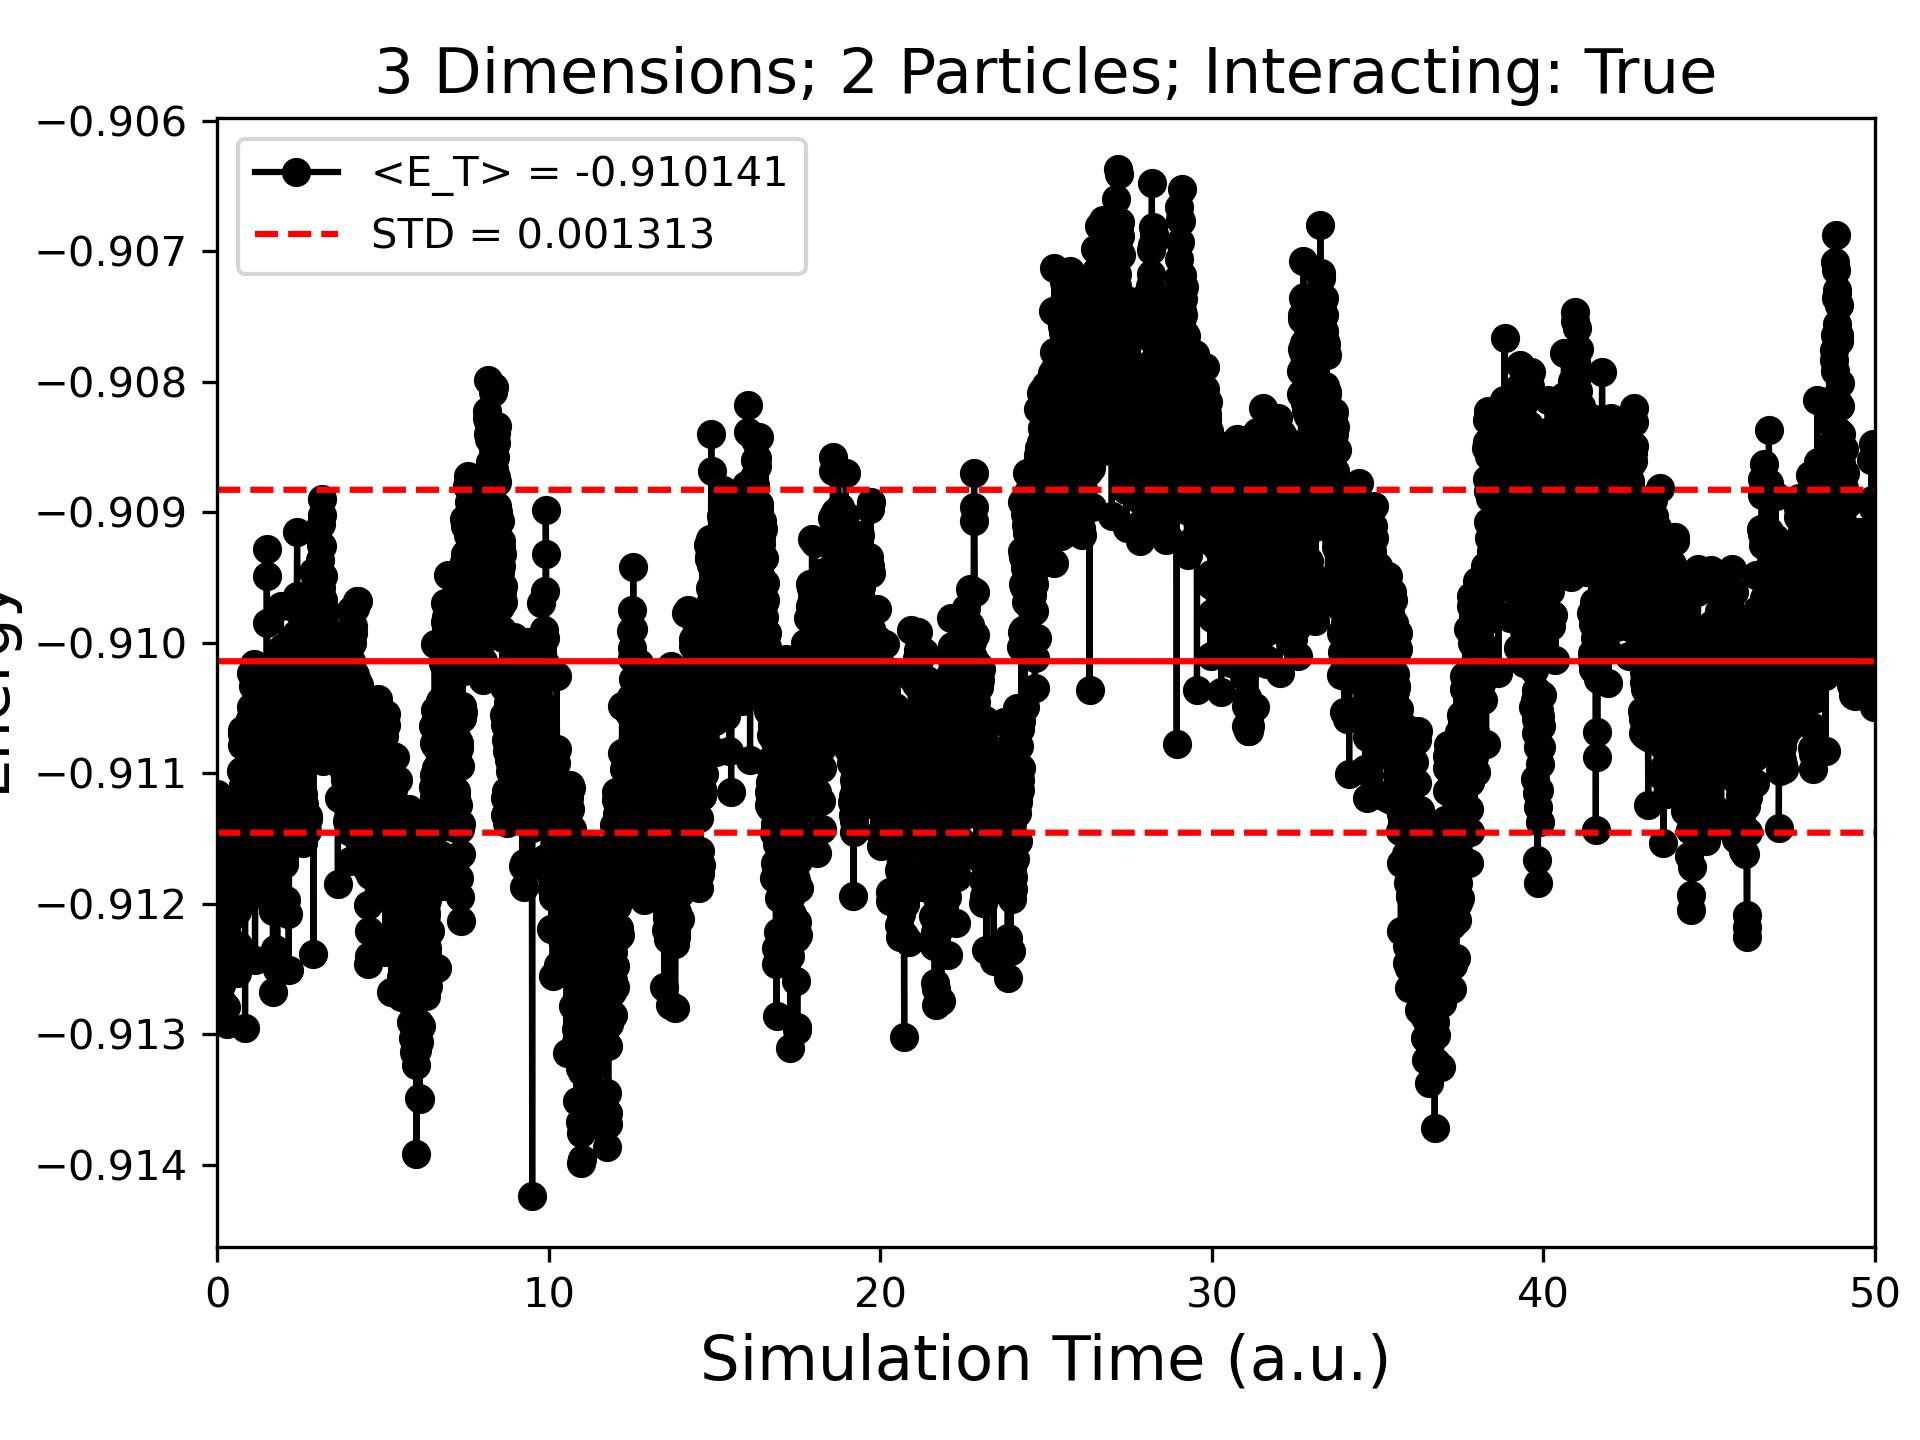 3 Dimensions; 2 Particles; Interacting: True
<E_T> = -0.910141
STD = 0.001313
−0.906
−0.907
−0.908
−0.909
−0.910
−0.911
−0.912
−0.913
−0.914
Energy
0 10 20 30 40 50
Simulation Time (a.u.)